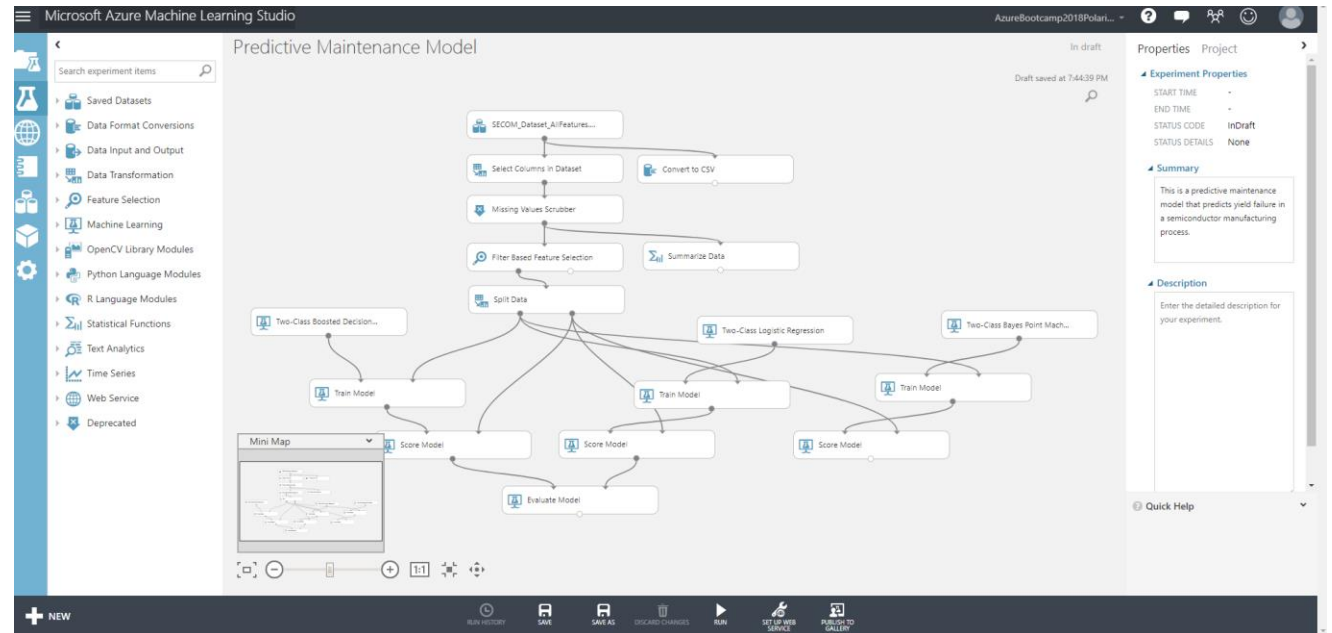 Microsoft Azure Machine Learning Studio
AzureBootcamp2018Polari...
Search experiment items
Saved Datasets
Data Format Conversions
Data Input and Output
Data Transformation
Feature Selection
Machine Learning
OpenCV Library Modules
Python Language Modules
R Language Modules
Statistical Functions
Text Analytics
Time Series
Web Service
Deprecated
Predictive Maintenance Model
In draft
Draft saved at 7:44:39 PM
SECOM_Dataset_AllFeatures...
Select Columns in Dataset
Convert to CSV
Missing Values Scrubber
Filter Based Feature Selection
Summarize Data
Split Data
Two-Class Boosted Decision...
Two-Class Logistic Regression
Two-Class Bayes Point Mach...
Train Model
Train Model
Train Model
Score Model
Score Model
Score Model
Evaluate Model
Mini Map
1:1
Properties Project
Experiment Properties
START TIME -
END TIME -
STATUS CODE InDraft
STATUS DETAILS None
Summary
This is a predictive maintenance
model that predicts yield failure in
a semiconductor manufacturing
process.
Description
Enter the detailed description for
your experiment.
Quick Help
NEW
RUN HISTORY
SAVE
SAVE AS
DISCARD CHANGES
RUN
SET UP WEB
SERVICE
PUBLISH TO
GALLERY